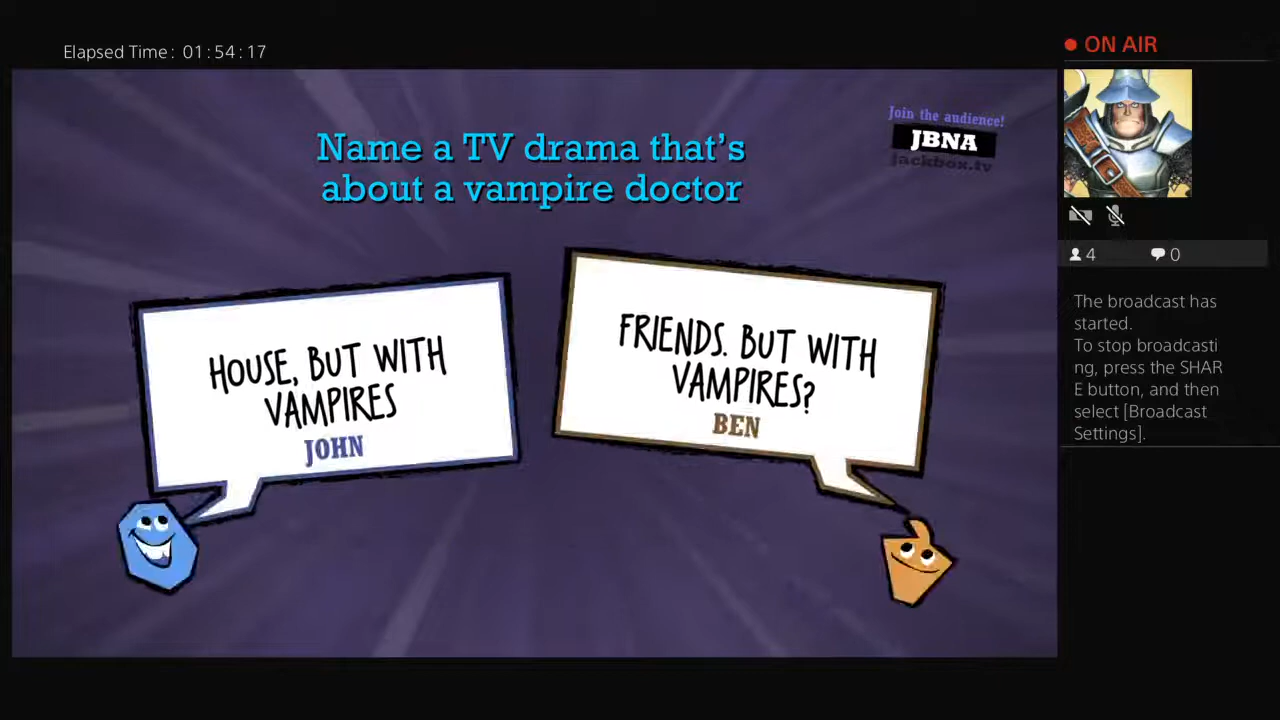 Elapsed Time: 01:54:17
ON AIR
Name a TV drama that's
about a vampire doctor
Join the audience!
JBNA
jackbox.tv
HOUSE, BUT WITH
VAMPIRES
JOHN
FRIENDS. BUT WITH
VAMPIRES?
BEN
4
0
The broadcast has
started.
To stop broadcasti
ng, press the SHAR
E button, and then
select [Broadcast
Settings].